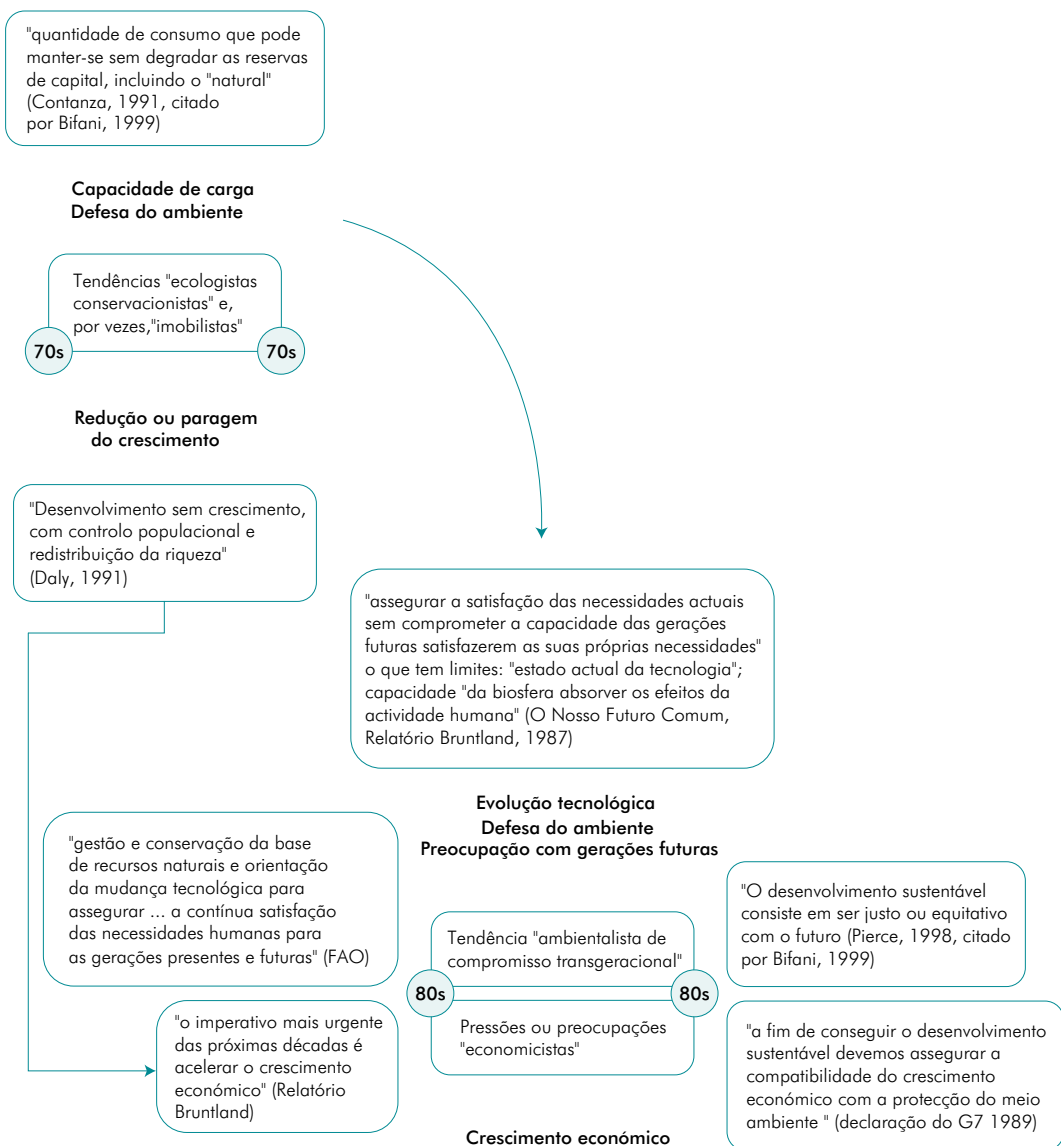 "quantidade de consumo que pode
manter-se sem degradar as reservas
de capital, incluindo o "natural"
(Contanza, 1991, citado
por Bifani, 1999)
Capacidade de carga
Defesa do ambiente
Tendências "ecologistas
conservacionistas" e,
por vezes,"imobilistas"
70s
70s
Redução ou paragem
do crescimento
"Desenvolvimento sem crescimento,
com controlo populacional e
redistribuição da riqueza"
(Daly, 1991)
"assegurar a satisfação das necessidades actuais
sem comprometer a capacidade das gerações
futuras satisfazerem as suas próprias necessidades"
o que tem limites: "estado actual da tecnologia";
capacidade "da biosfera absorver os efeitos da
actividade humana" (O Nosso Futuro Comum,
Relatório Bruntland, 1987)
Evolução tecnológica
Defesa do ambiente
Preocupação com gerações futuras
"gestão e conservação da base
de recursos naturais e orientação
da mudança tecnológica para
assegurar ... a contínua satisfação
das necessidades humanas para
as gerações presentes e futuras" (FAO)
Tendência "ambientalista de
compromisso transgeracional"
80s
80s
Pressões ou preocupações
"economicistas"
"O desenvolvimento sustentável
consiste em ser justo ou equitativo
com o futuro (Pierce, 1998, citado
por Bifani, 1999)
"o imperativo mais urgente
das próximas décadas é
acelerar o crescimento
económico" (Relatório
Bruntland)
"a fim de conseguir o desenvolvimento
sustentável devemos assegurar a
compatibilidade do crescimento
económico com a protecção do meio
ambiente " (declaração do G7 1989)
Crescimento económico